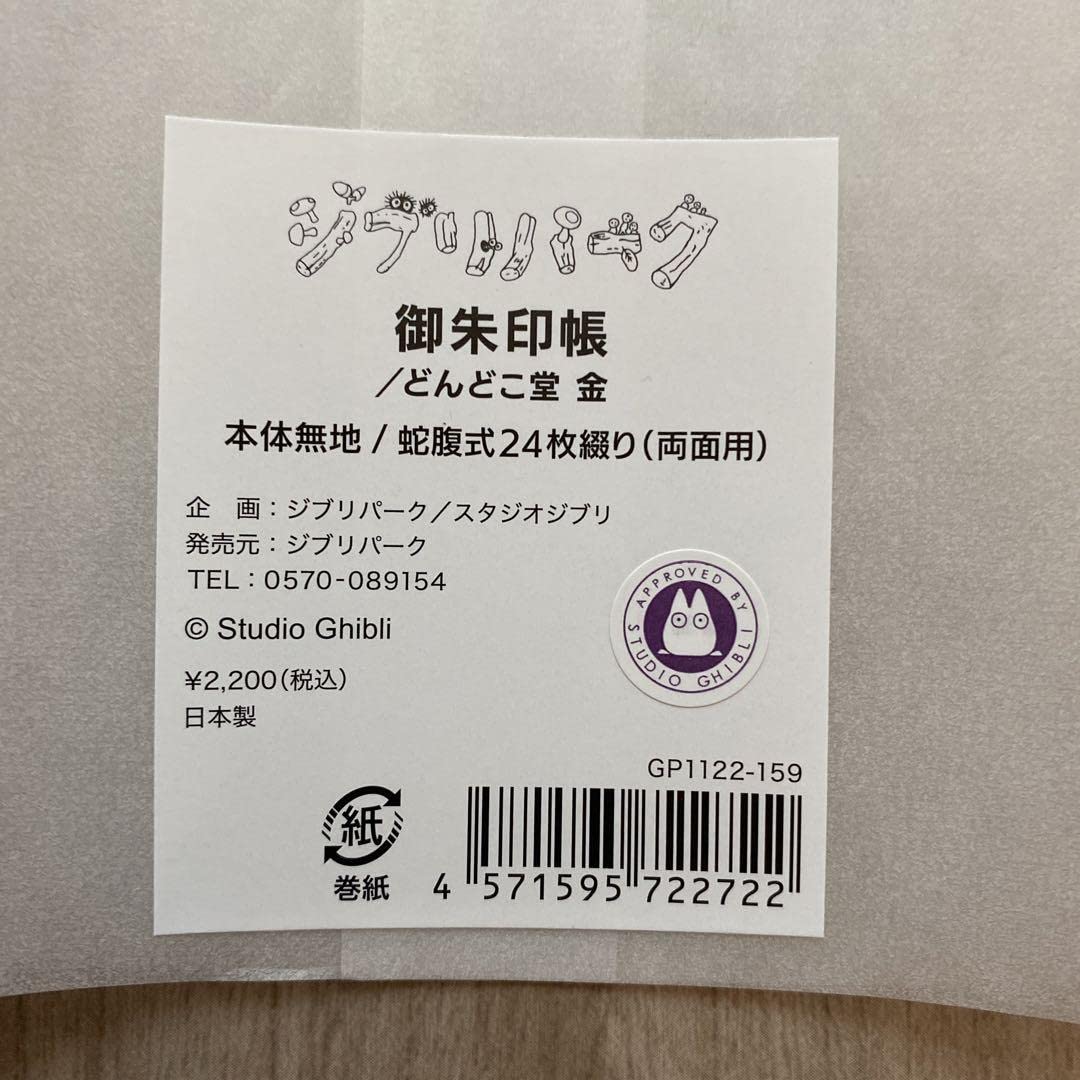 ジブリパーク
御朱印帳
/どんどこ堂 金
本体無地 / 蛇腹式24枚綴り(両面用)
企 画:ジブリパーク/スタジオジブリ
発売元:ジブリパーク
TEL:0570-089154
© Studio Ghibli
¥2,200(税込)
日本製
APPROVED BY
STUDIO GHIBLI
GP1122-159
紙
巻紙
4 571595 722722